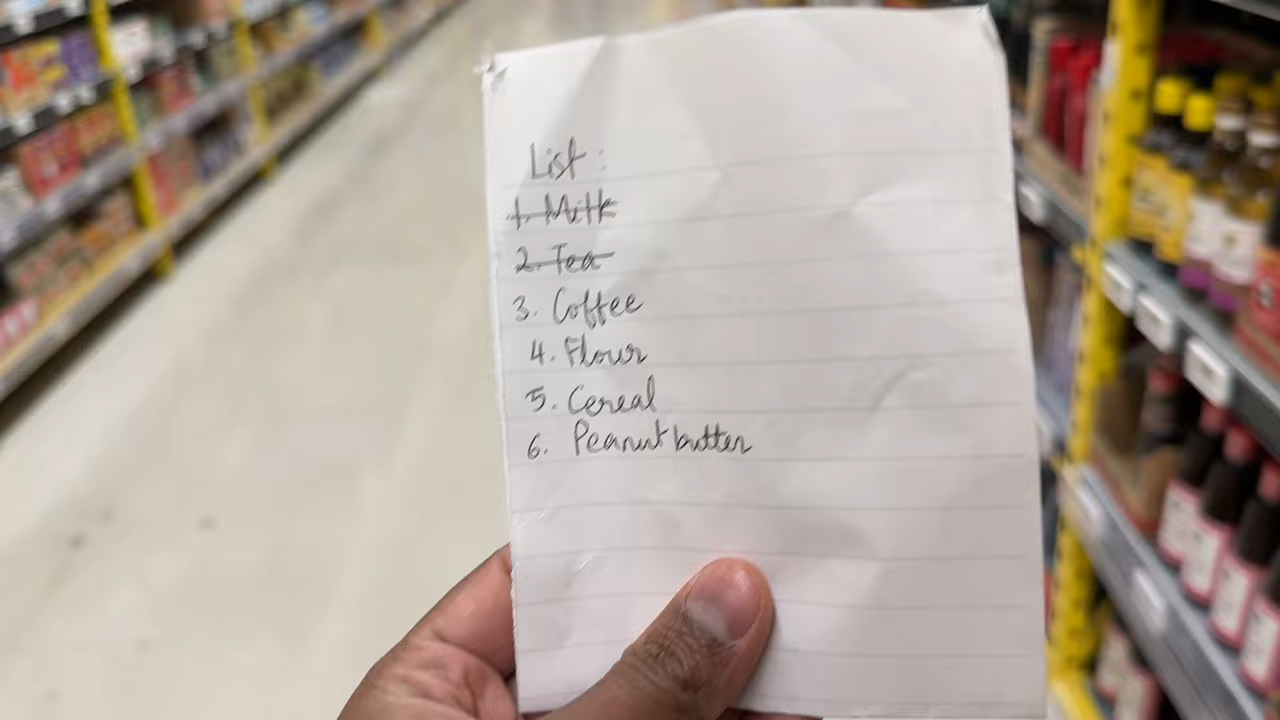 List :
1. Milk
2. Tea
3. Coffee
4. Flour
5. Cereal
6. Peanut butter